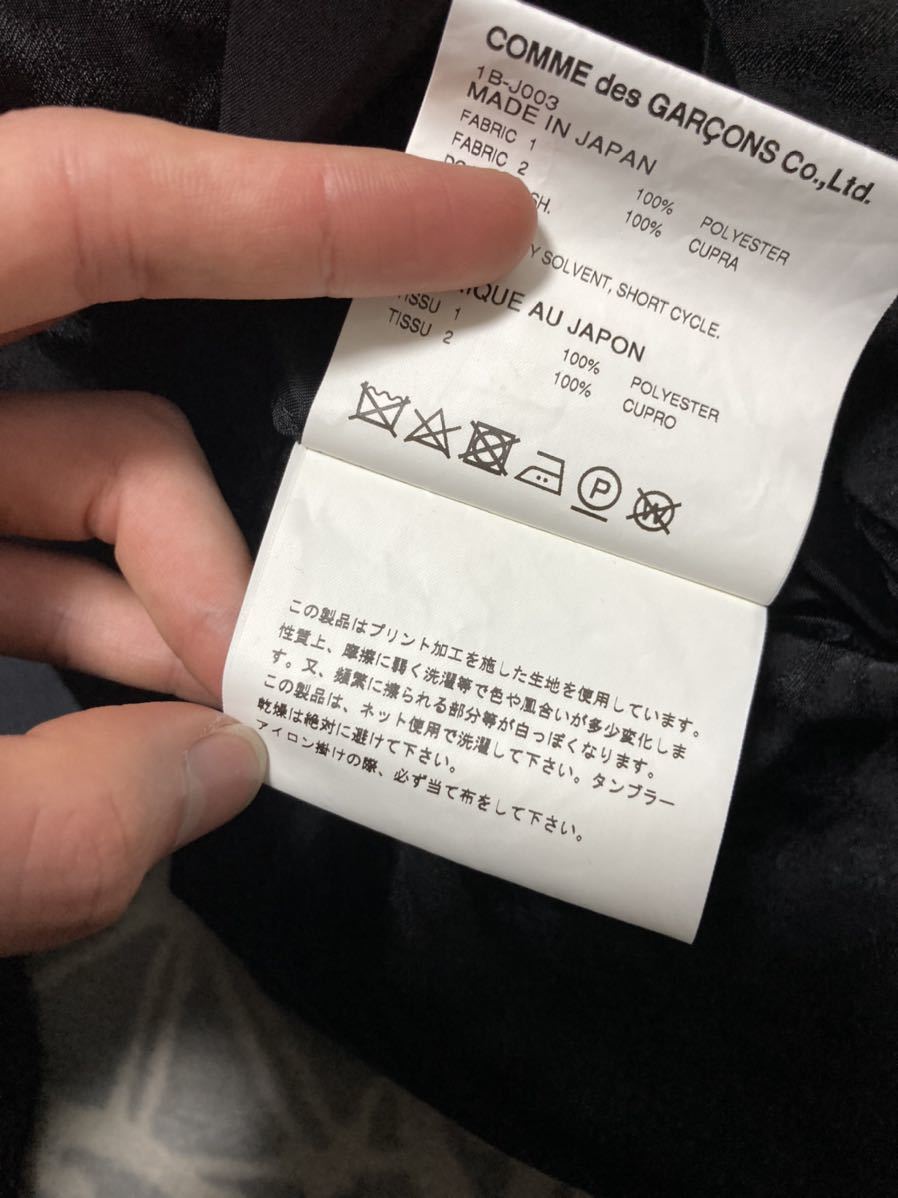 COMME des GARÇONS Co.,Ltd.
1B-J003
MADE IN JAPAN
FABRIC 1 100% POLYESTER
FABRIC 2 100% CUPRA
SOLVENT, SHORT CYCLE.
AU JAPON
TISSU 1 100% POLYESTER
TISSU 2 100% CUPRO
P
W
この製品はプリント加工を施した生地を使用しています。
性質上、摩擦に弱く洗濯等で色や風合いが多少変化しま
す。又、頻繁に擦られる部分等が白っぽくなります。
この製品は、ネット使用で洗濯して下さい。タンブラー
乾燥は絶対に避けて下さい。
アイロン掛けの際、必ず当て布をして下さい。